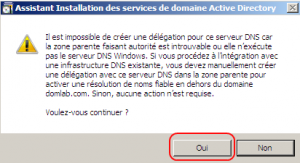 Assistant Installation des services de domaine Active Directory
Il est impossible de créer une délégation pour ce serveur DNS car
la zone parente faisant autorité est introuvable ou elle n'exécute
pas le serveur DNS Windows. Si vous procédez à l'intégration avec
une infrastructure DNS existante, vous devez manuellement créer
une délégation avec ce serveur DNS dans la zone parente pour
activer une résolution de noms fiable en dehors du domaine
domlab.com. Sinon, aucune action n'est requise.
Voulez-vous continuer ?
Oui
Non